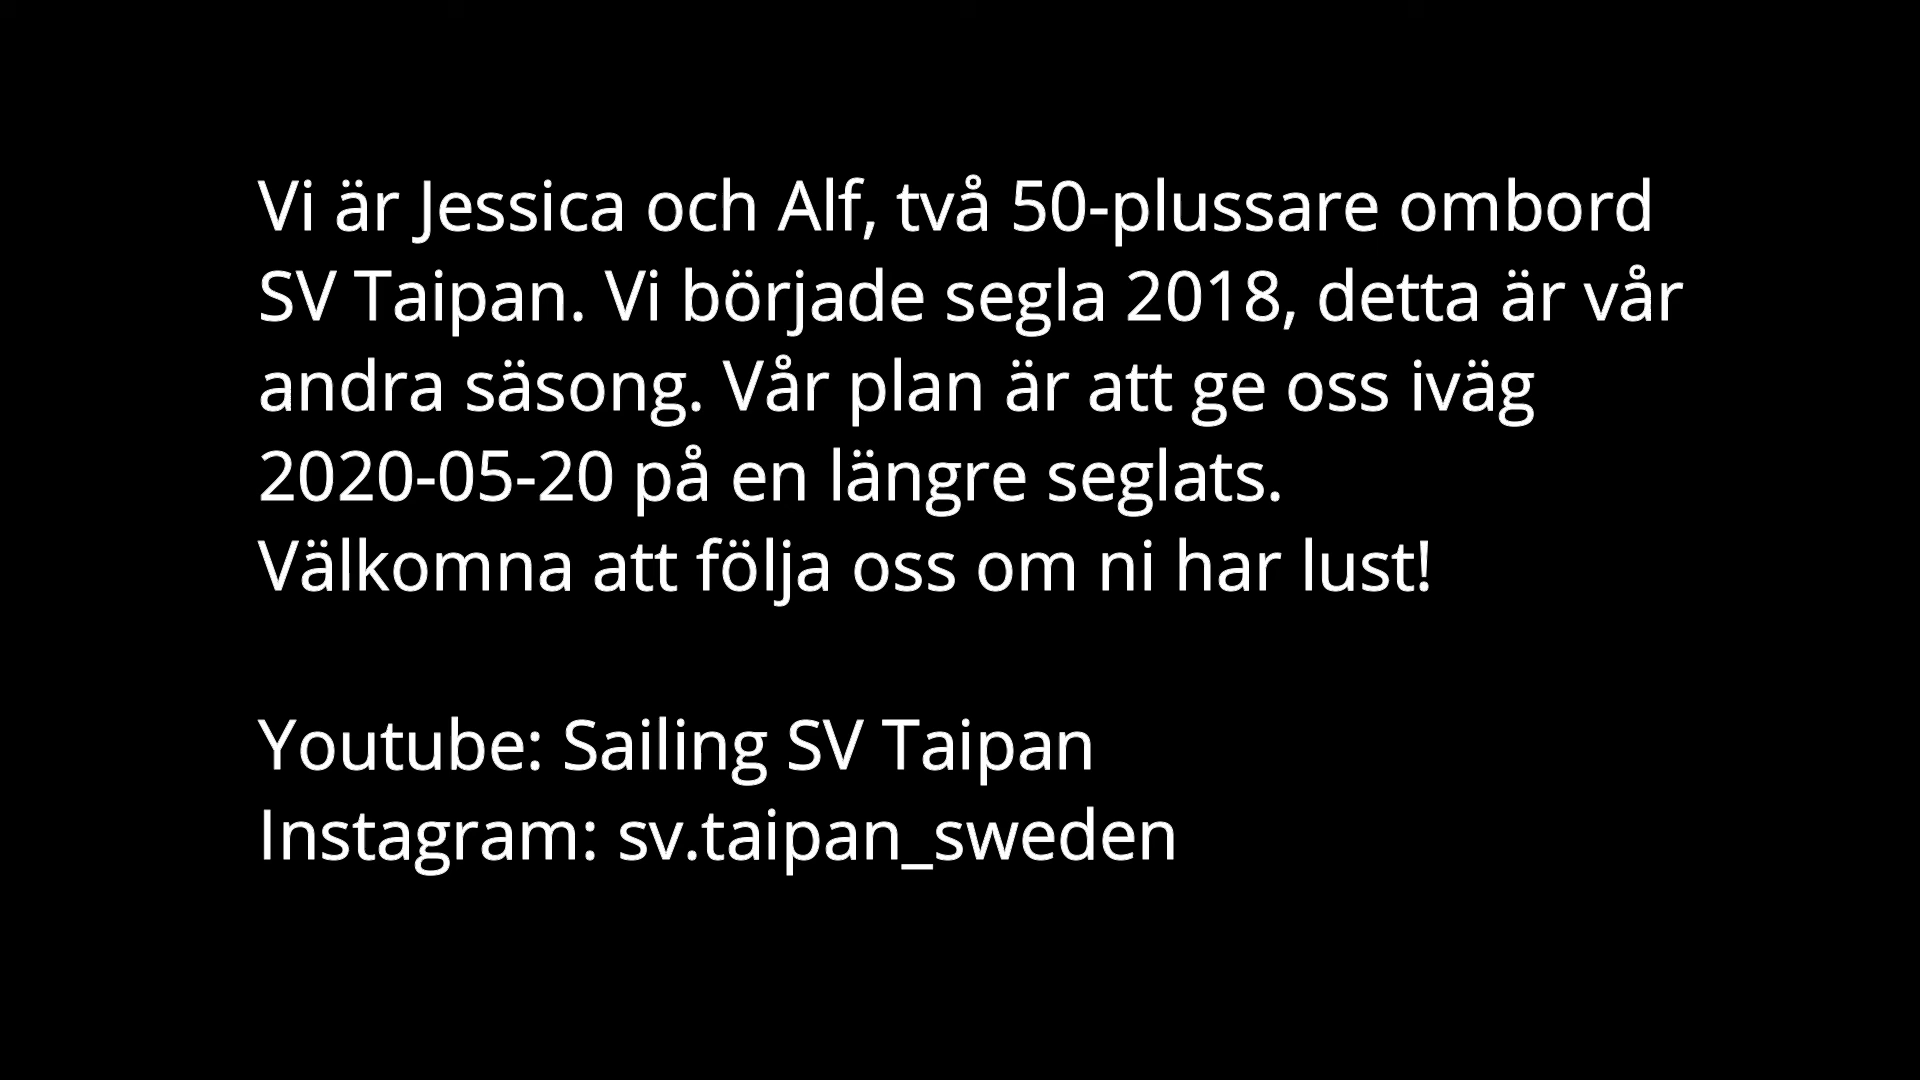 Vi är Jessica och Alf, två 50-plussare ombord
SV Taipan. Vi började segla 2018, detta är vår
andra säsong. Vår plan är att ge oss iväg
2020-05-20 på en längre seglats.
Välkomna att följa oss om ni har lust!
Youtube: Sailing SV Taipan
Instagram: sv.taipan_sweden